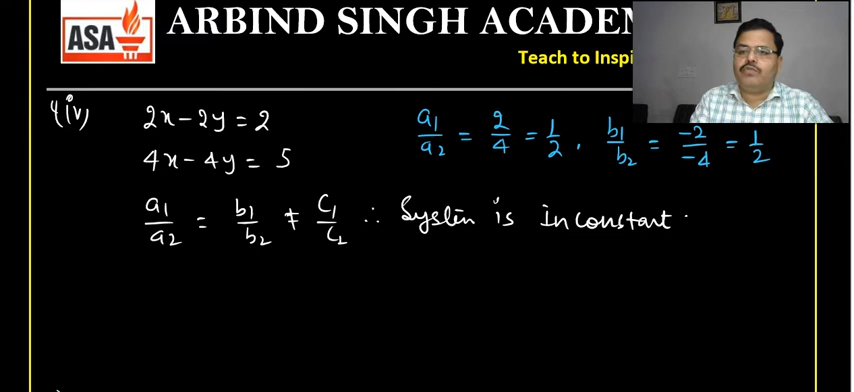 ASA
ARBIND SINGH ACADEM
Teach to Inspi
4(iv)
2x - 2y = 2
4x - 4y = 5
a₁/a₂ = 2/4 = 1/2 , b₁/b₂ = -2/-4 = 1/2
a₁/a₂ = b₁/b₂ ≠ C₁/C₂ ∴ System is inconstant .